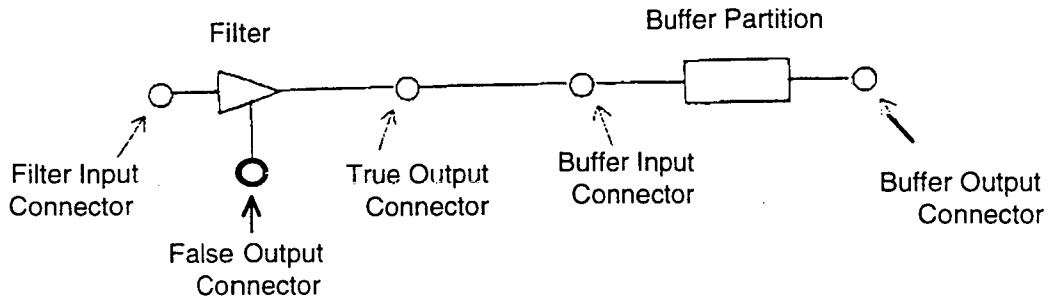 Filter
Buffer Partition
Filter Input
Connector
False Output
Connector
True Output
Connector
Buffer Input
Connector
Buffer Output
Connector